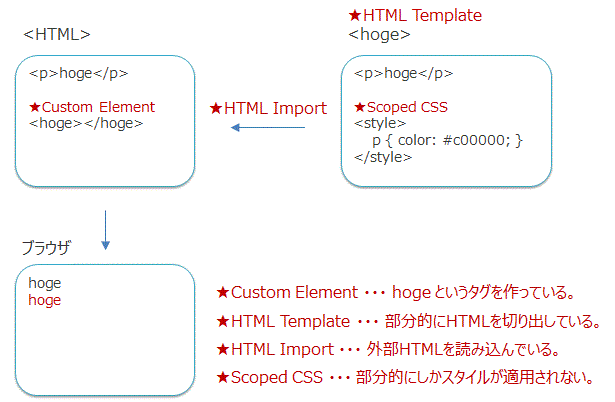 <HTML>
<p>hoge</p>
★Custom Element
<hoge></hoge>
★HTML Import
★HTML Template
<hoge>
<p>hoge</p>
★Scoped CSS
<style>
p { color: #c00000; }
</style>
ブラウザ
hoge
hoge
★Custom Element ・・・ hoge というタグを作っている。
★HTML Template ・・・ 部分的にHTMLを切り出している。
★HTML Import ・・・ 外部HTMLを読み込んでいる。
★Scoped CSS ・・・ 部分的にしかスタイルが適用されない。